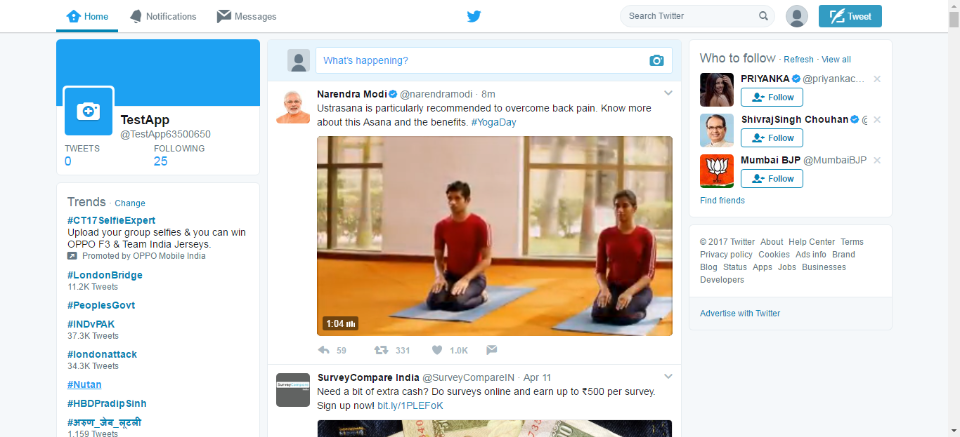 Home Notifications Messages Search Twitter Tweet
TestApp
@TestApp63500650
TWEETS FOLLOWING
0 25
Trends · Change
#CT17SelfieExpert
Upload your group selfies & you can win
OPPO F3 & Team India Jerseys.
Promoted by OPPO Mobile India
#LondonBridge
11.2K Tweets
#PeoplesGovt
#INDvPAK
37.3K Tweets
#londonattack
34.3K Tweets
#Nutan
#HBDPradipSinh
#अरुण_जेब_लूटली
1,159 Tweets
What's happening?
Narendra Modi @narendramodi · 8m
Ustrasana is particularly recommended to overcome back pain. Know more
about this Asana and the benefits. #YogaDay
1:04
59 331 1.0K
SurveyCompare India @SurveyCompareIN · Apr 11
Need a bit of extra cash? Do surveys online and earn up to ₹500 per survey.
Sign up now! bit.ly/1PLEFoK
Who to follow · Refresh · View all
PRIYANKA @priyankac...
Follow
ShivrajSingh Chouhan @
Follow
Mumbai BJP @MumbaiBJP
Follow
Find friends
© 2017 Twitter About Help Center Terms
Privacy policy Cookies Ads info Brand
Blog Status Apps Jobs Businesses
Developers
Advertise with Twitter